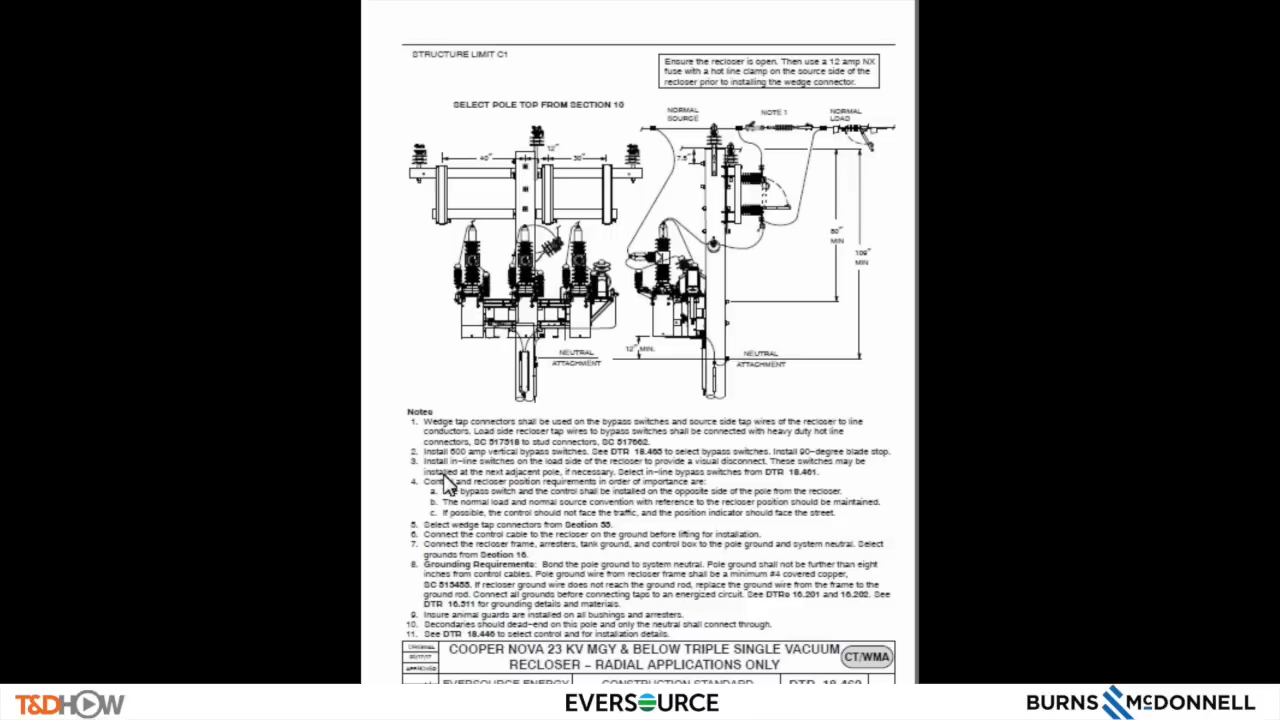 STRUCTURE LIMIT C1
Ensure the recloser is open. Then use a 12 amp NX
fuse with a hot line clamp on the source side of the
recloser prior to installing the wedge connector.
SELECT POLE TOP FROM SECTION 10
NORMAL
SOURCE
NOTE 1
NORMAL
LOAD
40"
12"
30"
7.5"
MIN
109"
MIN
12" MIN.
NEUTRAL
ATTACHMENT
NEUTRAL
ATTACHMENT
Notes
1. Wedge tap connectors shall be used on the bypass switches and source side tap wires of the recloser to line
conductors. Load side recloser tap wires to bypass switches shall be connected with heavy duty hot line
connectors, SC 517518 to stud connectors, SC 517662.
2. Install 600 amp vertical bypass switches. See DTR 18.465 to select bypass switches. Install 90-degree blade stop.
3. Install in-line switches on the load side of the recloser to provide a visual disconnect. These switches may be
installed at the next adjacent pole, if necessary. Select in-line bypass switches from DTR 18.461.
4. and recloser position requirements in order of importance are:
a. bypass switch and the control shall be installed on the opposite side of the pole from the recloser.
b. The normal load and normal source convention with reference to the recloser position should be maintained.
c. If possible, the control should not face the traffic, and the position indicator should face the street.
5. Select wedge tap connectors from Section 55.
6. Connect the control cable to the recloser on the ground before lifting for installation.
7. Connect the recloser frame, arresters, tank ground, and control box to the pole ground and system neutral. Select
grounds from Section 16.
8. Grounding Requirements: Bond the pole ground to system neutral. Pole ground shall not be further than eight
inches from control cables. Pole ground wire from recloser frame shall be a minimum #4 covered copper,
SC 513455. If recloser ground wire does not reach the ground rod, replace the ground wire from the frame to the
ground rod. Connect all grounds before connecting taps to an energized circuit. See DTRs 16.201 and 16.202. See
DTR 16.311 for grounding details and materials.
9. Insure animal guards are installed on all bushings and arresters.
10. Secondaries should dead-end on this pole and only the neutral shall connect through.
11. See DTR 18.446 to select control and for installation details.
ORIGINAL
APPROVED
COOPER NOVA 23 KV MGY & BELOW TRIPLE SINGLE VACUUM
RECLOSER – RADIAL APPLICATIONS ONLY
CT/WMA
EVERSOURCE ENERGY
CONSTRUCTION STANDARD
DTR 18.462
T&DHOW
EVERSOURCE
BURNS McDONNELL